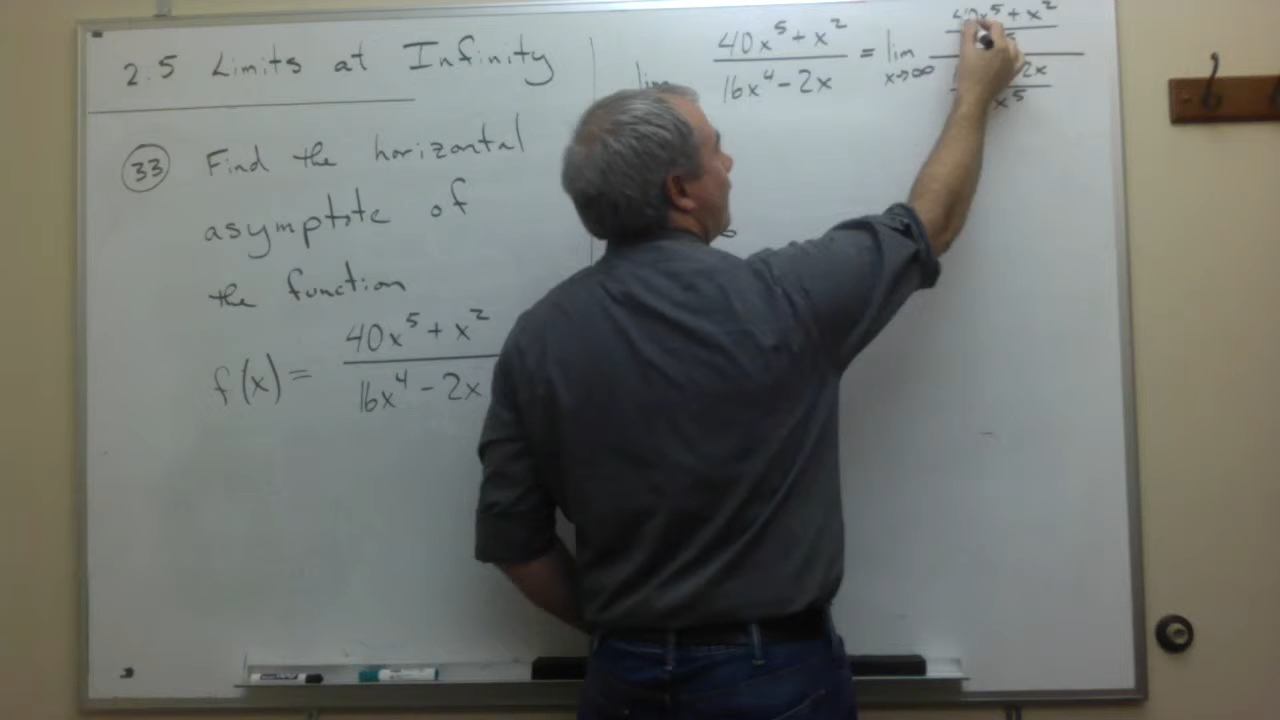 2.5 Limits at Infinity
33 Find the horizontal
asymptote of
the function
f(x) = 40x⁵ + x²
16x⁴ - 2x
lim 40x⁵ + x²
16x⁴ - 2x
= lim x→∞
40x⁵ + x²
2x
x⁵